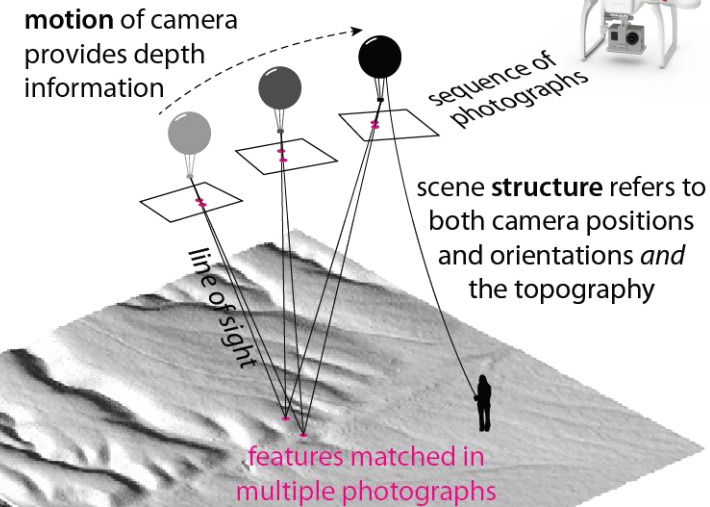 motion of camera
provides depth
information
sequence of
photographs
scene structure refers to
both camera positions
and orientations and
the topography
line of sight
features matched in
multiple photographs